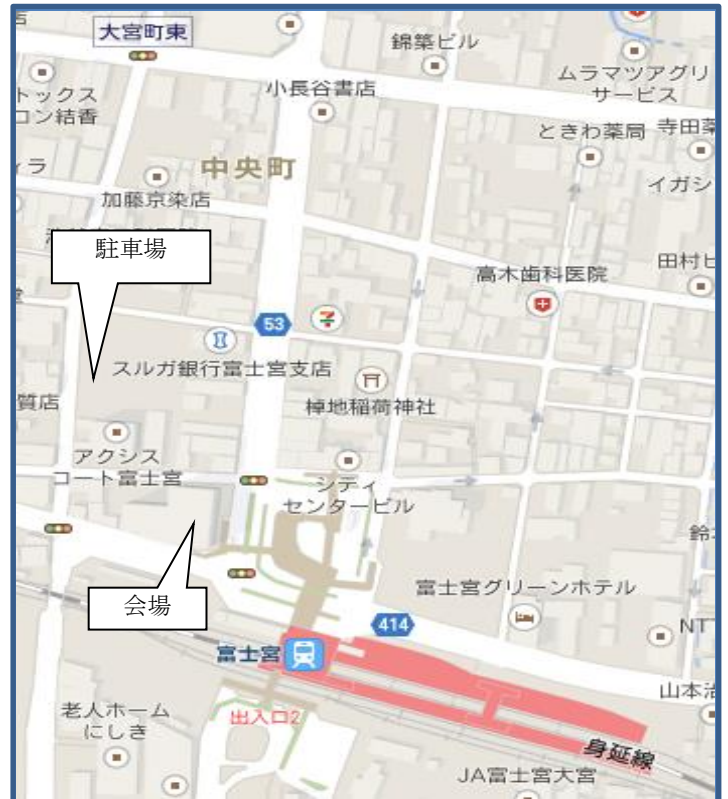 大宮町東
錦築ビル
ムラマツアグリ
サービス
トックス
コン結香
小長谷書店
ときわ薬局
寺田薬
ィラ
中央町
加藤京染店
イガシ
駐車場
高木歯科医院
田村ビ
53
スルガ銀行富士宮支店
質店
棹地稲荷神社
アクシス
コート富士宮
シティ
センタービル
会場
富士宮グリーンホテル
414
NT
富士宮
山本治
老人ホーム
にしき
出入口2
身延線
JA富士宮大宮